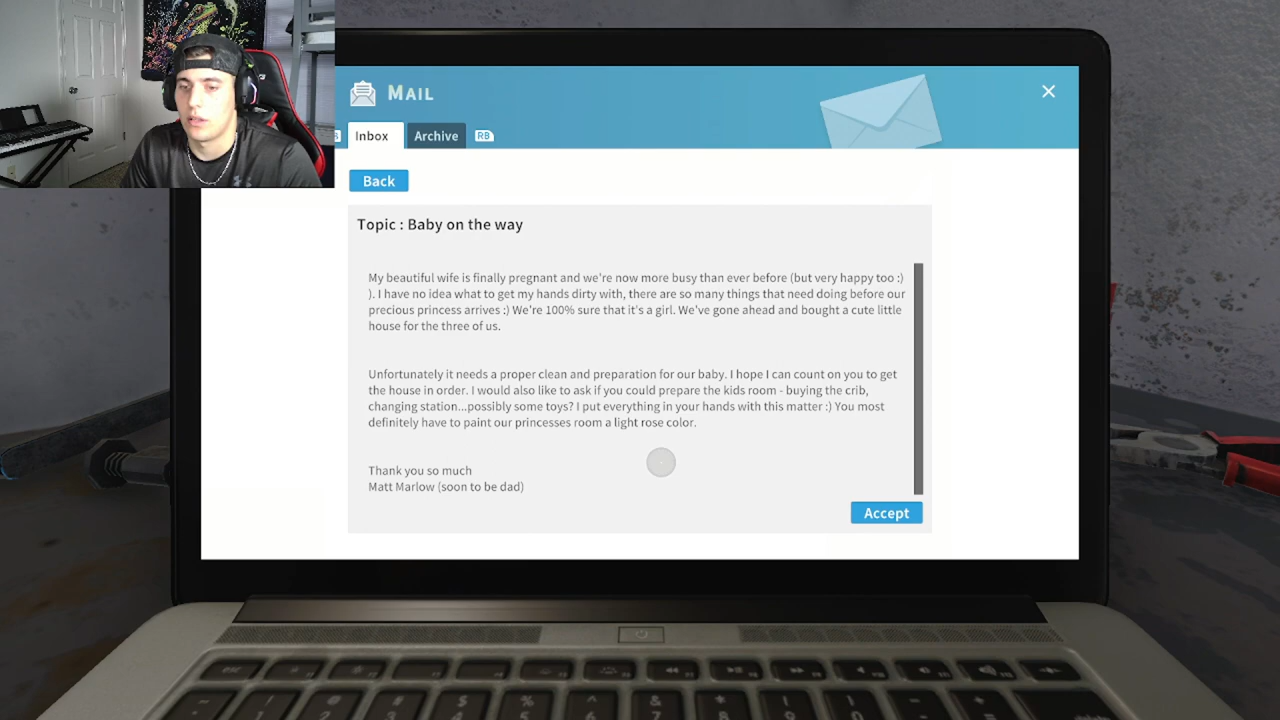 MAIL
Inbox
Archive
RB
Back
Topic : Baby on the way
My beautiful wife is finally pregnant and we're now more busy than ever before (but very happy too :)
). I have no idea what to get my hands dirty with, there are so many things that need doing before our
precious princess arrives :) We're 100% sure that it's a girl. We've gone ahead and bought a cute little
house for the three of us.
Unfortunately it needs a proper clean and preparation for our baby. I hope I can count on you to get
the house in order. I would also like to ask if you could prepare the kids room - buying the crib,
changing station...possibly some toys? I put everything in your hands with this matter :) You most
definitely have to paint our princesses room a light rose color.
Thank you so much
Matt Marlow (soon to be dad)
Accept